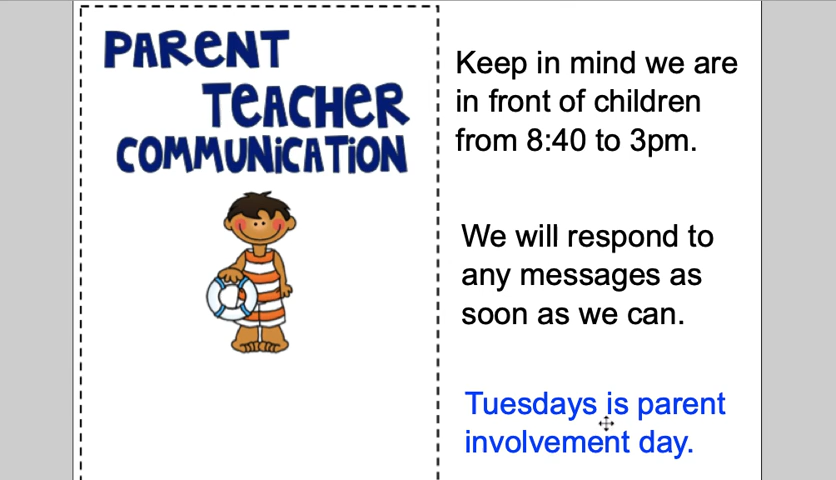 PARENT
TEACHER
COMMUNICATION
Keep in mind we are
in front of children
from 8:40 to 3pm.
We will respond to
any messages as
soon as we can.
Tuesdays is parent
involvement day.